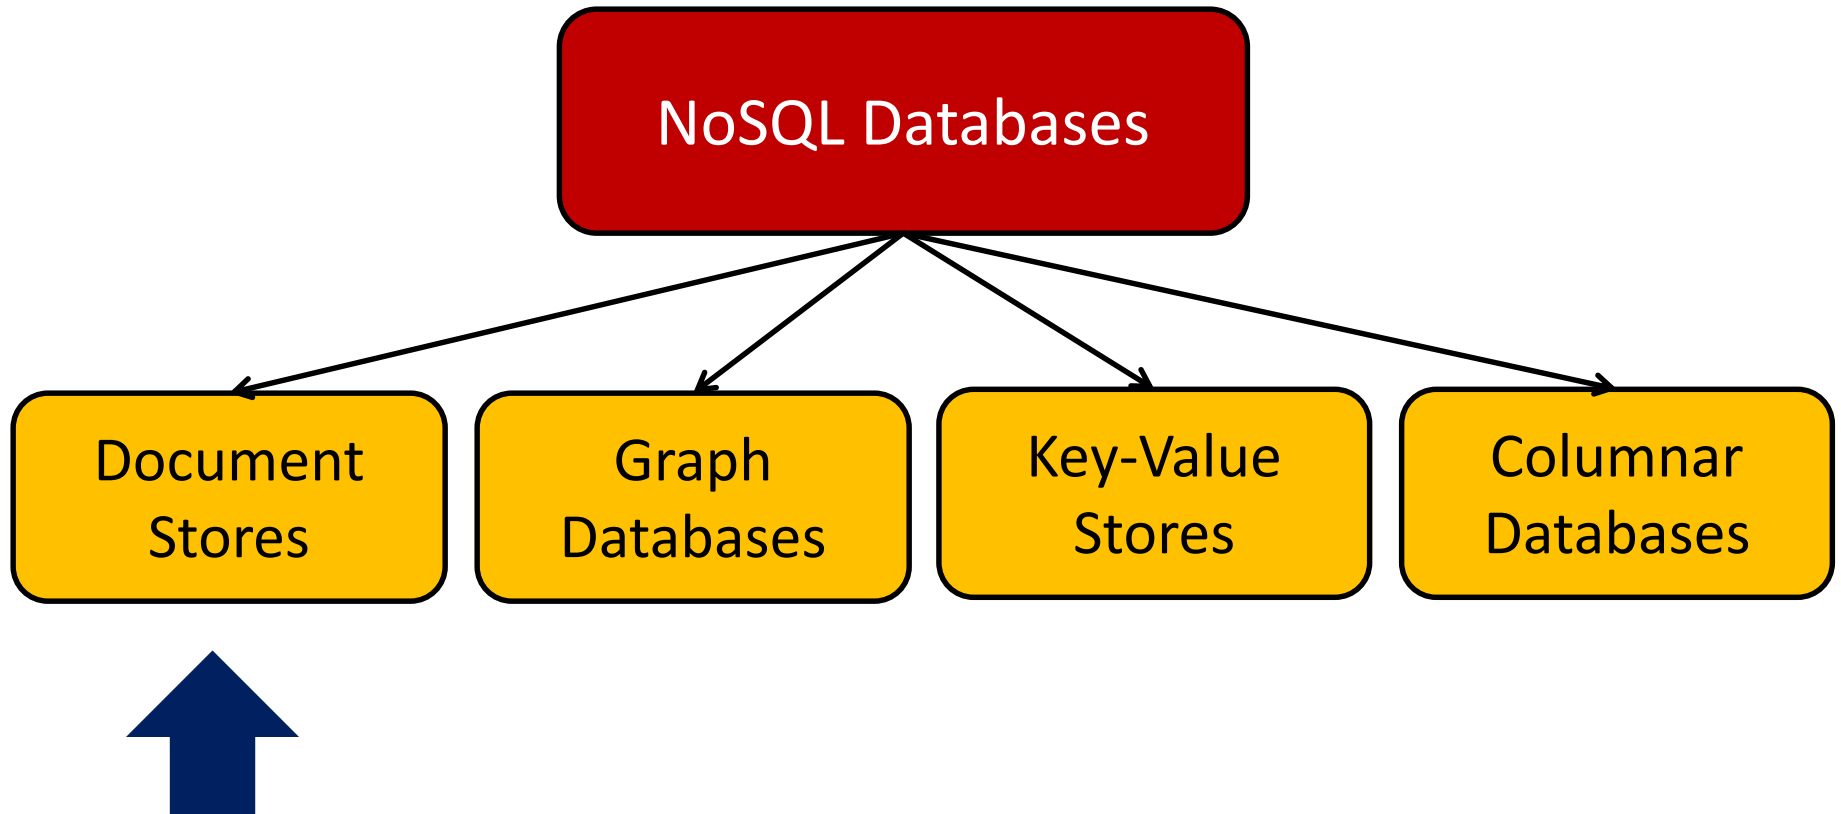 NoSQL Databases
Document
Stores
Graph
Databases
Key-Value
Stores
Columnar
Databases